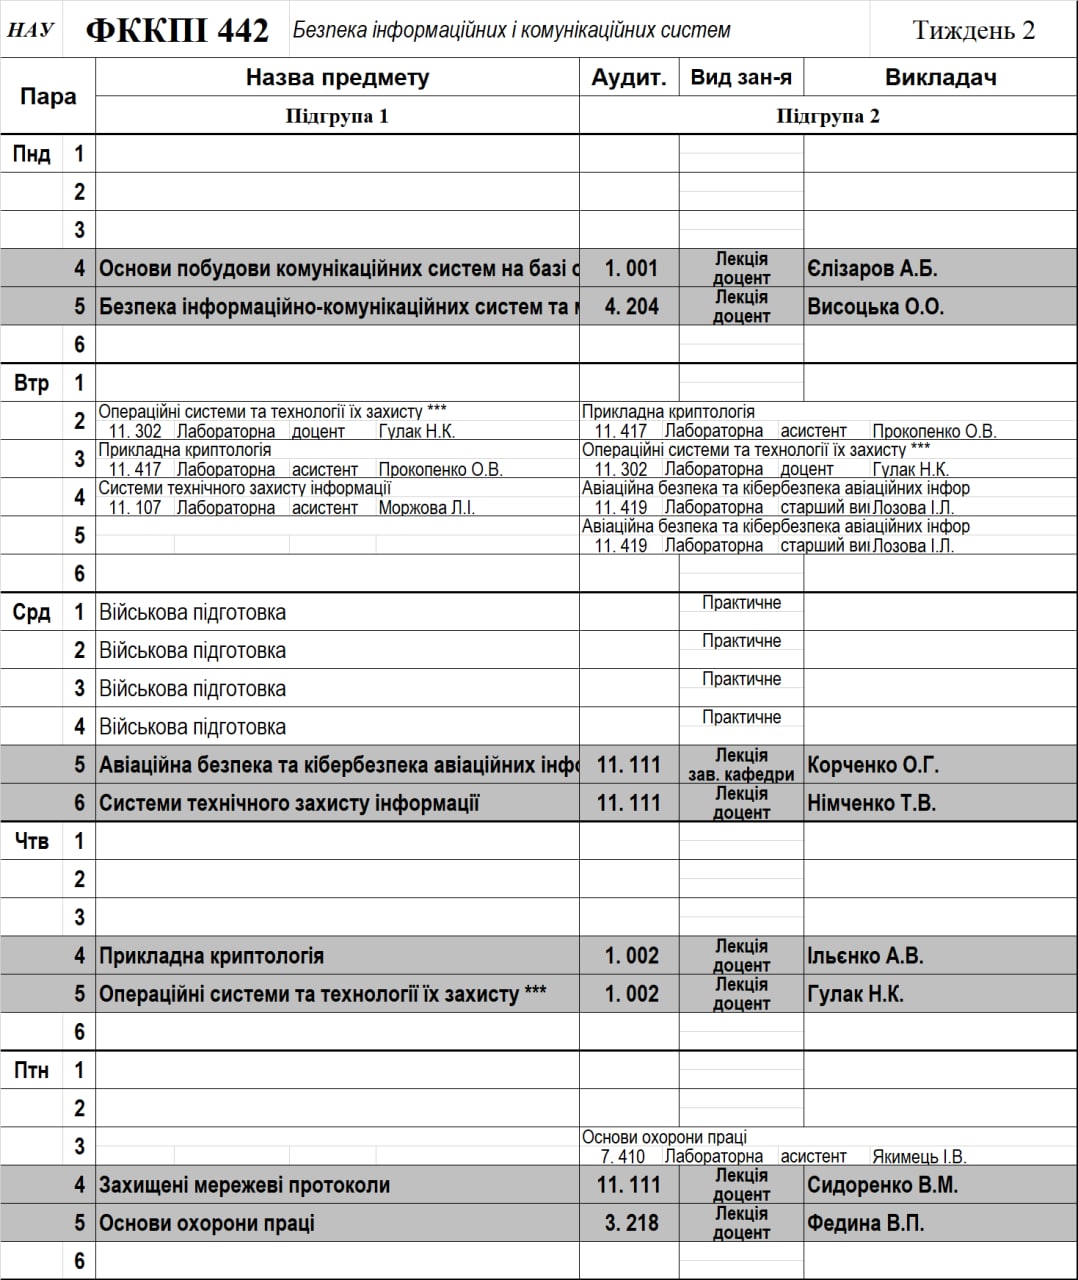 НАУ ФККПІ 442 Безпека інформаційних і комунікаційних систем Тиждень 2
Пара Назва предмету Аудит. Вид зан-я Викладач
Підгрупа 1 Підгрупа 2
Пнд 1
2
3
4 Основи побудови комунікаційних систем на базі 1. 001 Лекція доцент Єлізаров А.Б.
5 Безпека інформаційно-комунікаційних систем та 4. 204 Лекція доцент Висоцька О.О.
6
Втр 1
2 Операційні системи та технології їх захисту *** Прикладна криптологія
11. 302 Лабораторна доцент Гулак Н.К. 11. 417 Лабораторна асистент Прокопенко О.В.
3 Прикладна криптологія Операційні системи та технології їх захисту ***
11. 417 Лабораторна асистент Прокопенко О.В. 11. 302 Лабораторна доцент Гулак Н.К.
4 Системи технічного захисту інформації Авіаційна безпека та кібербезпека авіаційних інфор
11. 107 Лабораторна асистент Моржова Л.І. 11. 419 Лабораторна старший Лозова І.Л.
5 Авіаційна безпека та кібербезпека авіаційних інфор
11. 419 Лабораторна старший Лозова І.Л.
6
Срд 1 Військова підготовка Практичне
2 Військова підготовка Практичне
3 Військова підготовка Практичне
4 Військова підготовка Практичне
5 Авіаційна безпека та кібербезпека авіаційних інфо 11. 111 Лекція зав. кафедри Корченко О.Г.
6 Системи технічного захисту інформації 11. 111 Лекція доцент Німченко Т.В.
Чтв 1
2
3
4 Прикладна криптологія 1. 002 Лекція доцент Ільєнко А.В.
5 Операційні системи та технології їх захисту *** 1. 002 Лекція доцент Гулак Н.К.
6
Птн 1
2
3 Основи охорони праці
7. 410 Лабораторна асистент Якимець І.В.
4 Захищені мережеві протоколи 11. 111 Лекція доцент Сидоренко В.М.
5 Основи охорони праці 3. 218 Лекція доцент Федина В.П.
6